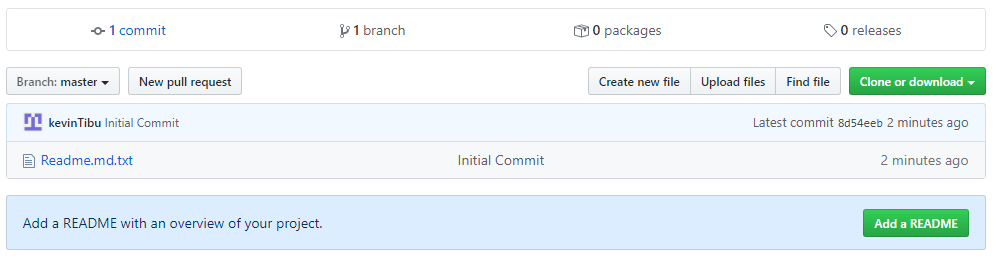 1 commit 1 branch 0 packages 0 releases
Branch: master New pull request Create new file Upload files Find file Clone or download
kevinTibu Initial Commit Latest commit 8d54eeb 2 minutes ago
Readme.md.txt Initial Commit 2 minutes ago
Add a README with an overview of your project. Add a README